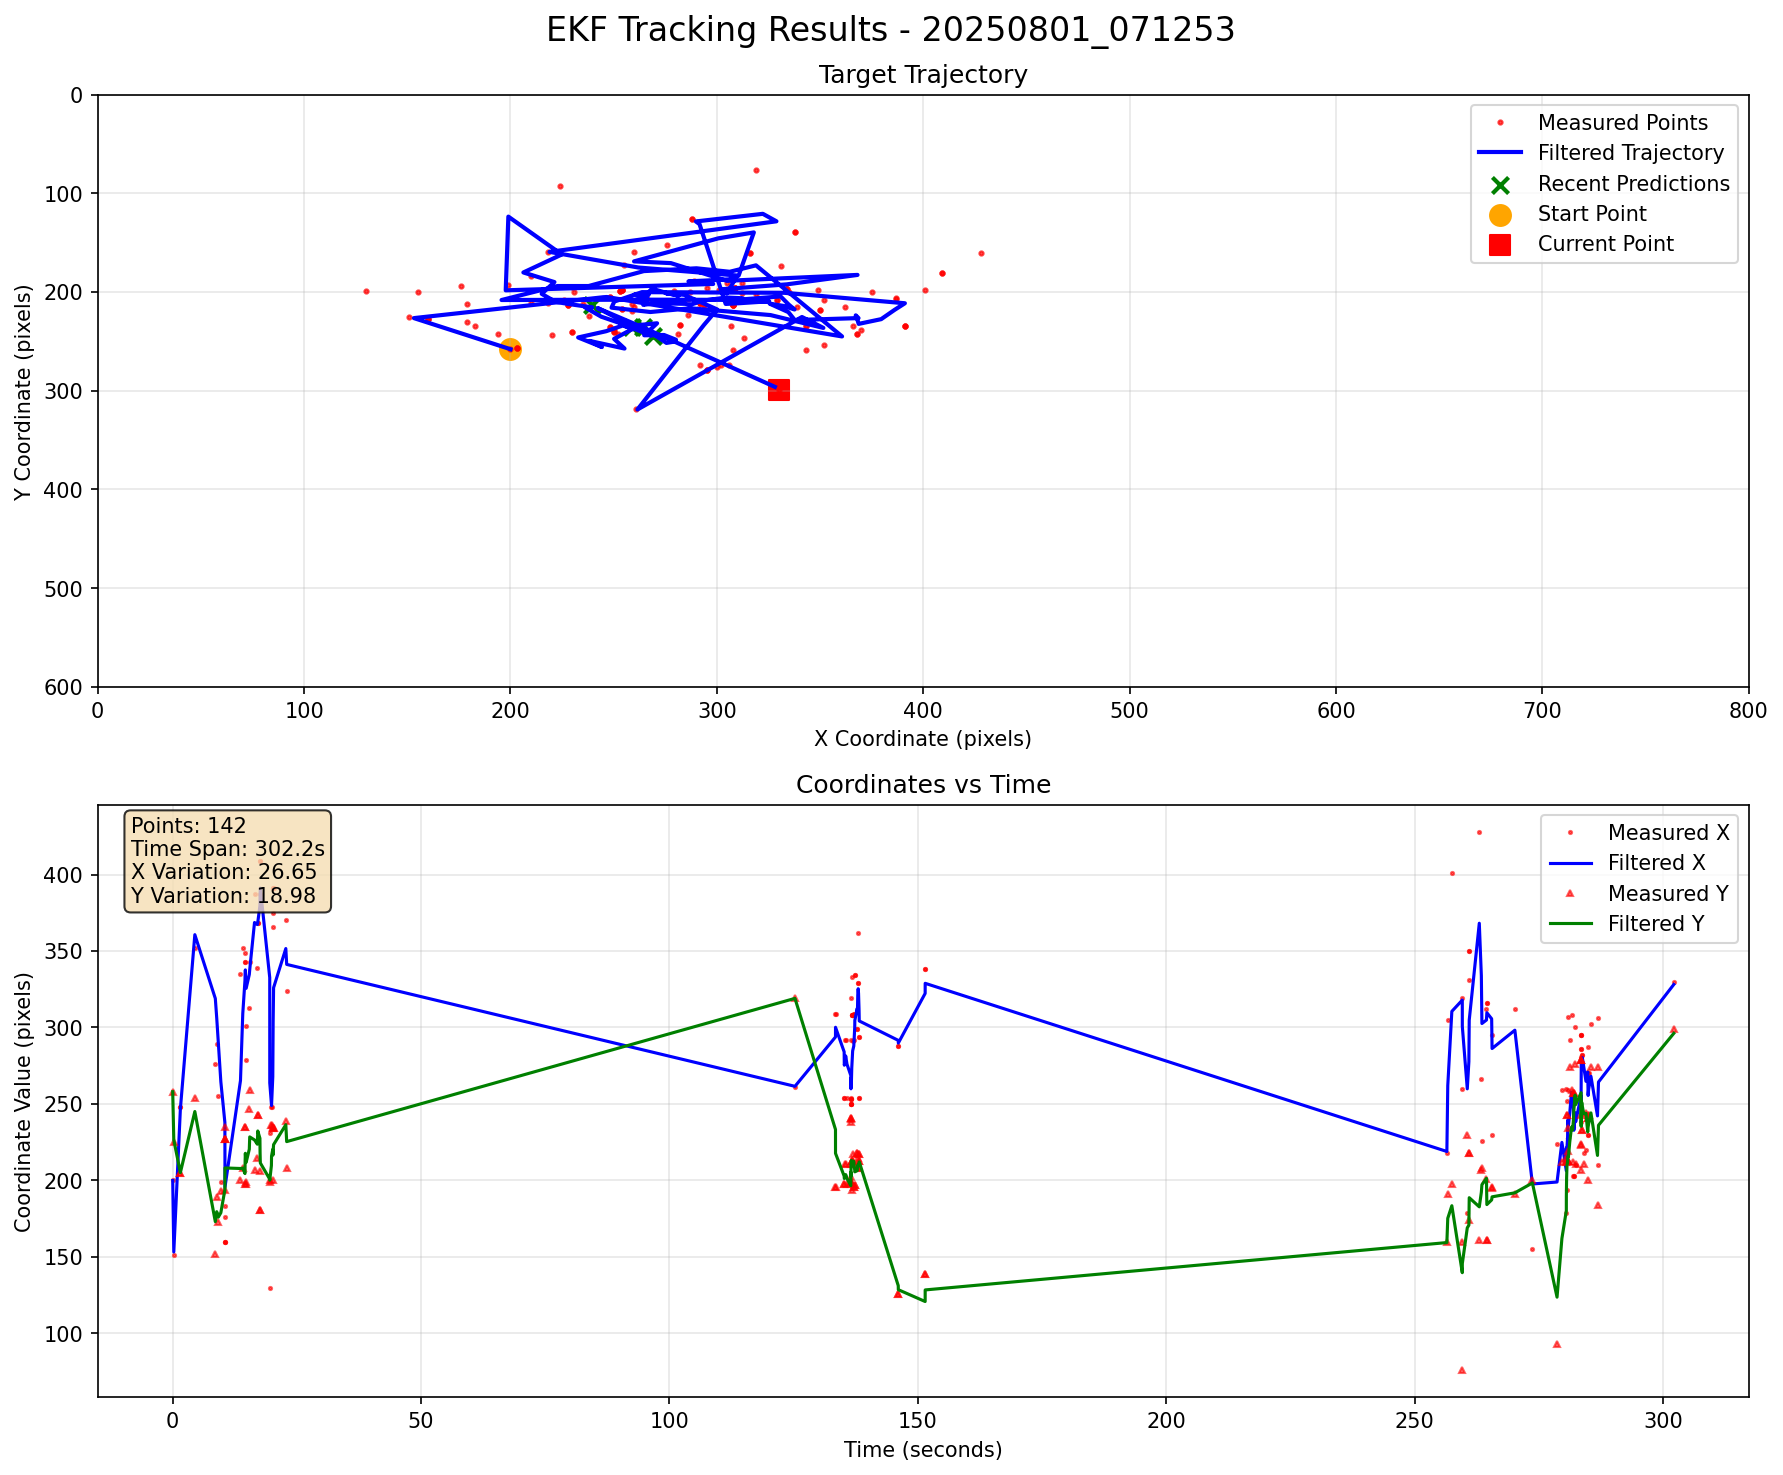 EKF Tracking Results - 20250801_071253
Target Trajectory
0
100
200
300
400
500
600
Y Coordinate (pixels)
Measured Points
Filtered Trajectory
Recent Predictions
Start Point
Current Point
0 100 200 300 400 500 600 700 800
X Coordinate (pixels)
Coordinates vs Time
Points: 142
Time Span: 302.2s
X Variation: 26.65
Y Variation: 18.98
Measured X
Filtered X
Measured Y
Filtered Y
400
350
300
250
200
150
100
Coordinate Value (pixels)
0 50 100 150 200 250 300
Time (seconds)